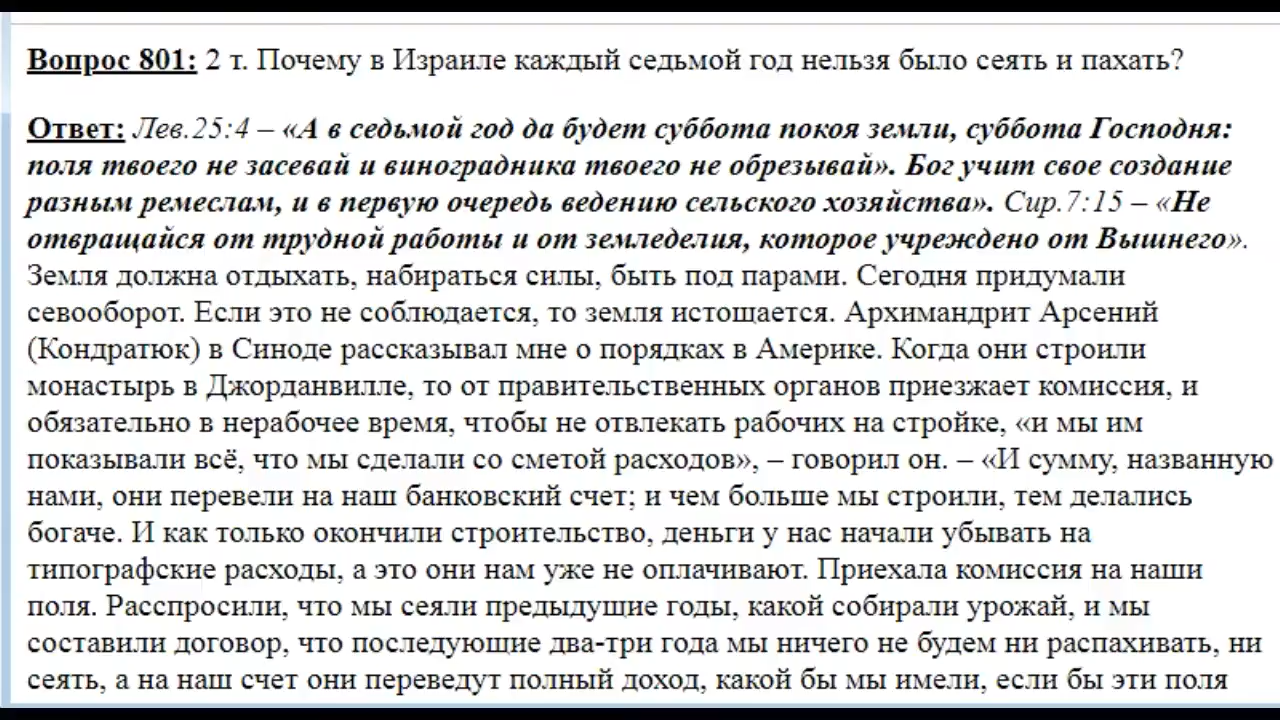 Вопрос 801: 2 т. Почему в Израиле каждый седьмой год нельзя было сеять и пахать?
Ответ: Лев.25:4 – «А в седьмой год да будет суббота покоя земли, суббота Господня:
поля твоего не засевай и виноградника твоего не обрезывай». Бог учит свое создание
разным ремеслам, и в первую очередь ведению сельского хозяйства». Сир.7:15 – «Не
отвращайся от трудной работы и от земледелия, которое учреждено от Вышнего».
Земля должна отдыхать, набираться силы, быть под парами. Сегодня придумали
севооборот. Если это не соблюдается, то земля истощается. Архимандрит Арсений
(Кондратюк) в Синоде рассказывал мне о порядках в Америке. Когда они строили
монастырь в Джорданвилле, то от правительственных органов приезжает комиссия, и
обязательно в нерабочее время, чтобы не отвлекать рабочих на стройке, «и мы им
показывали всё, что мы сделали со сметой расходов», – говорил он. – «И сумму, названную
нами, они перевели на наш банковский счет; и чем больше мы строили, тем делались
богаче. И как только окончили строительство, деньги у нас начали убывать на
типографские расходы, а это они нам уже не оплачивают. Приехала комиссия на наши
поля. Расспросили, что мы сеяли предыдущие годы, какой собирали урожай, и мы
составили договор, что последующие два-три года мы ничего не будем ни распахивать, ни
сеять, а на наш счет они переведут полный доход, какой бы мы имели, если бы эти поля